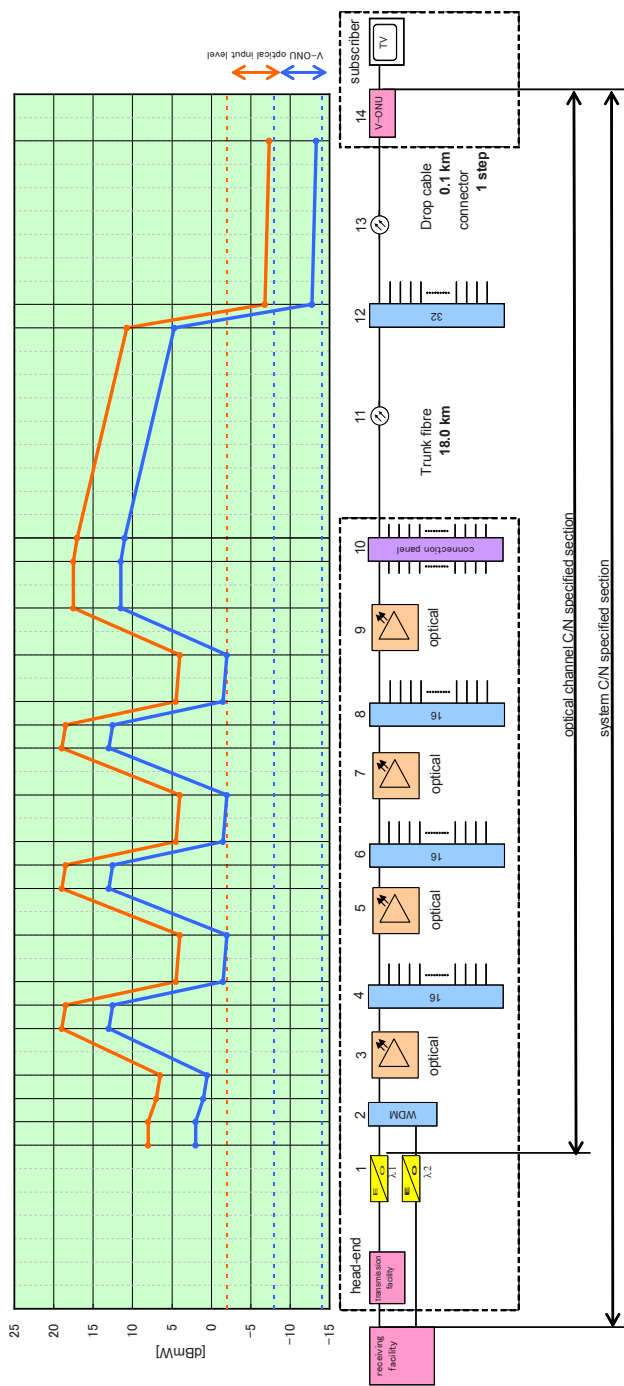 25
20
15
10
5
0
-5
-10
-15
[dBmW]
V-ONU optical input level
receiving
facility
head-end
transmission
facility
1
E
O
λ1
E
O
λ2
2
WDM
3
optical
4
16
5
optical
6
16
7
optical
8
16
9
optical
10
connection panel
11
Trunk fibre
18.0 km
12
32
13
Drop cable
0.1 km
connector
1 step
subscriber
14
V-ONU
TV
optical channel C/N specified section
system C/N specified section